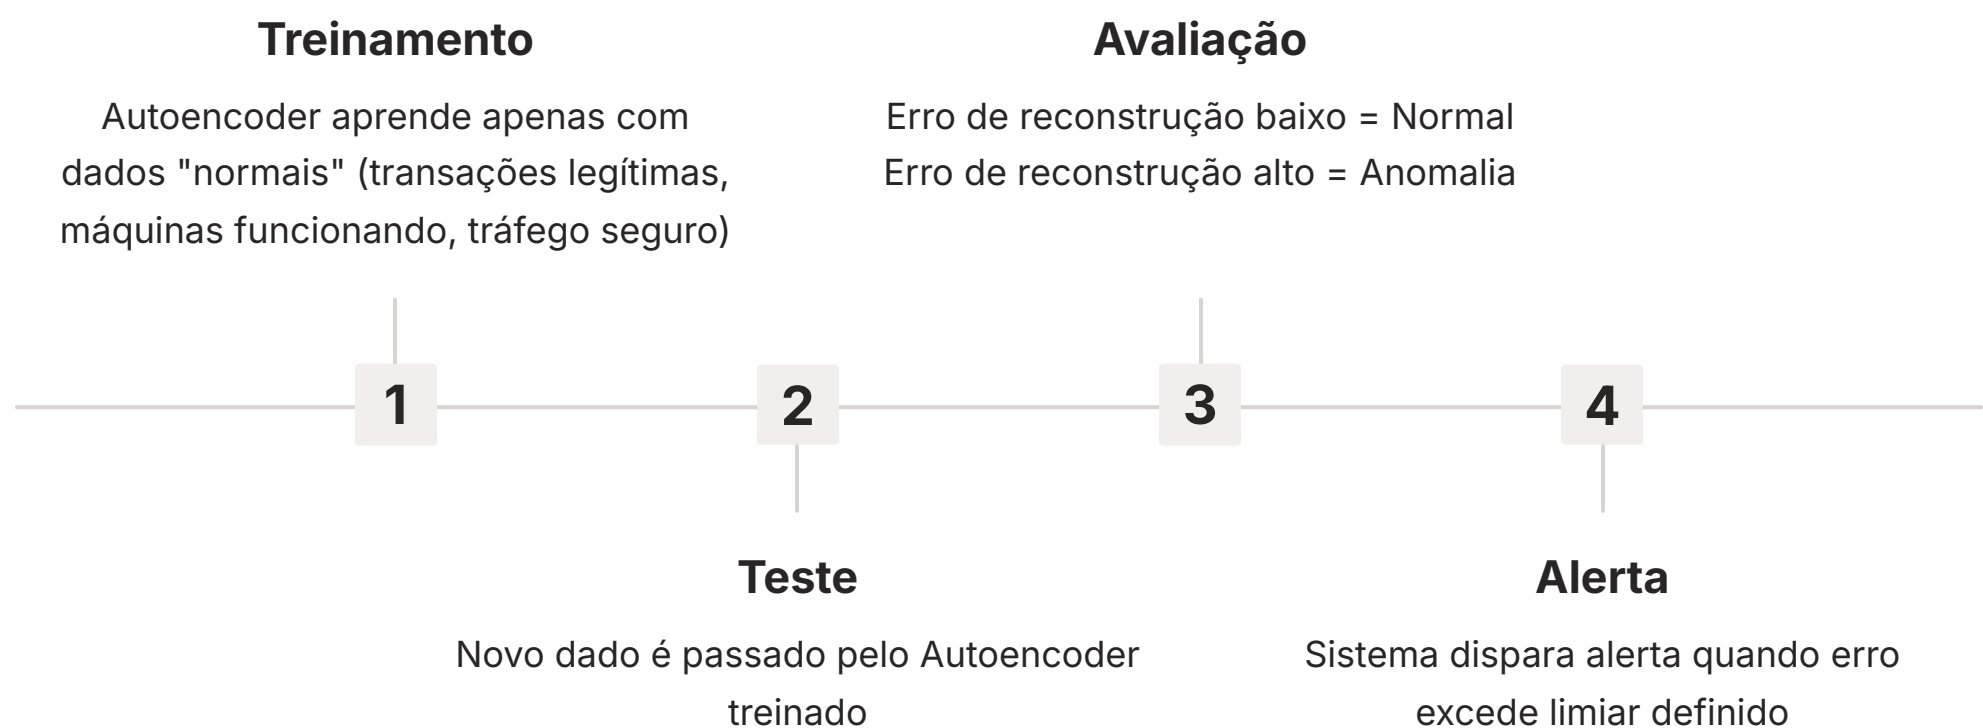 Treinamento
Autoencoder aprende apenas com
dados "normais" (transações legítimas,
máquinas funcionando, tráfego seguro)
Avaliação
Erro de reconstrução baixo = Normal
Erro de reconstrução alto = Anomalia
1
2
3
4
Teste
Novo dado é passado pelo Autoencoder
treinado
Alerta
Sistema dispara alerta quando erro
excede limiar definido